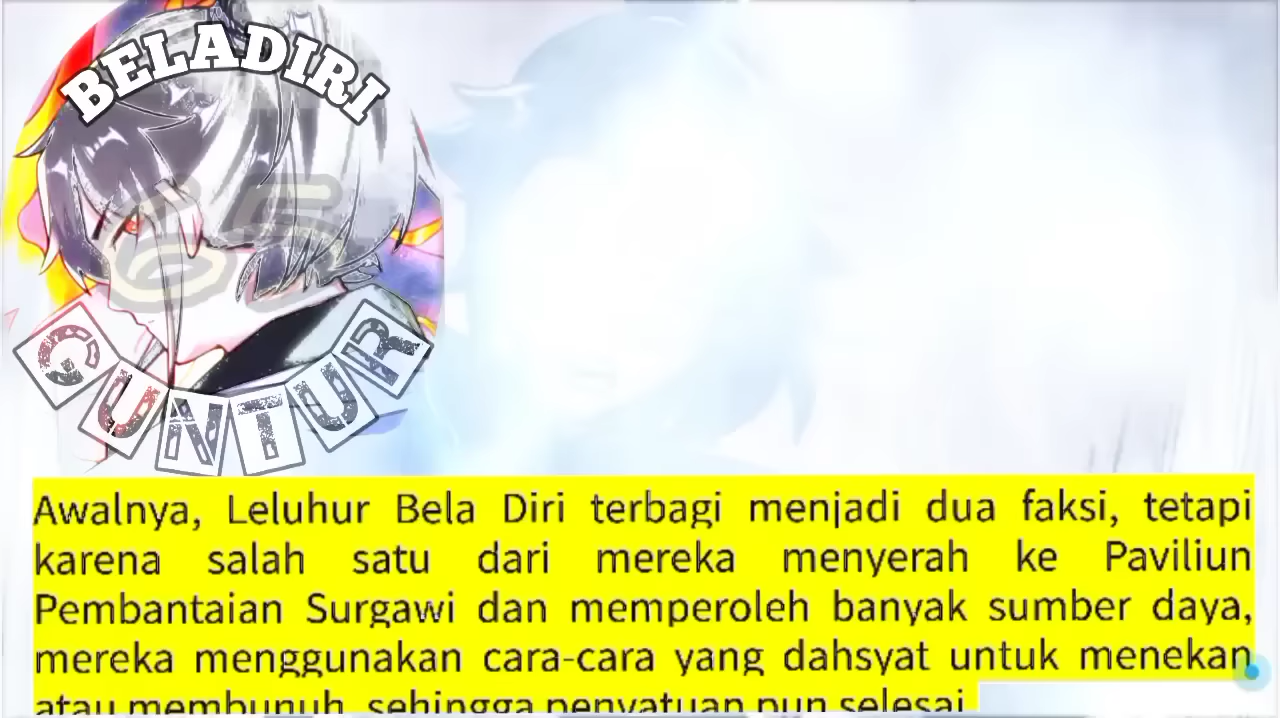 BELADIRI
65
GUNTUR
Awalnya, Leluhur Bela Diri terbagi menjadi dua faksi, tetapi
karena salah satu dari mereka menyerah ke Paviliun
Pembantaian Surgawi dan memperoleh banyak sumber daya,
mereka menggunakan cara-cara yang dahsyat untuk menekan
atau membunuh, sehingga penyatuan pun selesai.